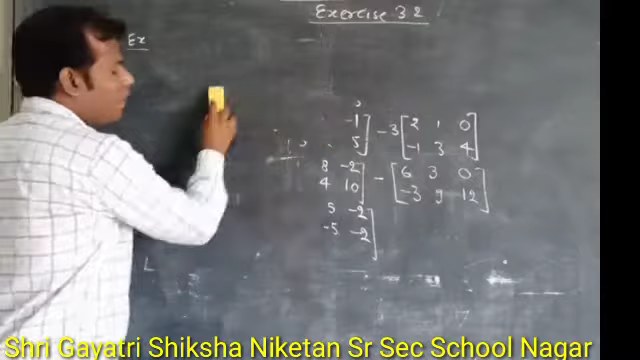 Exercise 3 2
Ex
-1 ] - 3 [ 2 1 0
5 ] [ -1 3 4 ]
8 -2 ] - [ 6 3 0
4 10 ] [ -3 9 12 ]
5 -2
-5 -2 ]
Shri Gayatri Shiksha Niketan Sr Sec School Nagar